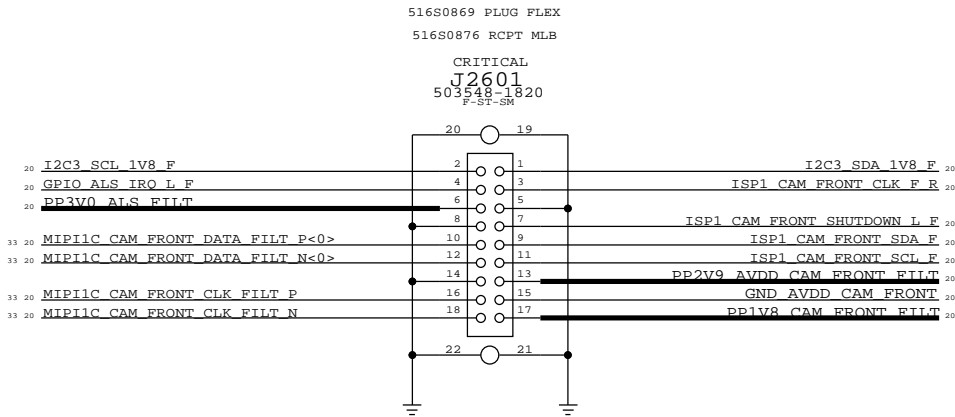 516S0869 PLUG FLEX
516S0876 RCPT MLB
CRITICAL
J2601
503548-1820
F-ST-SM
20 19
20 I2C3_SCL_1V8_F 2 1 I2C3_SDA_1V8_F 20
20 GPIO_ALS_IRQ_L_F 4 3 ISP1_CAM_FRONT_CLK_F_R 20
20 PP3V0_ALS_FILT 6 5
8 7 ISP1_CAM_FRONT_SHUTDOWN_L_F 20
33 20 MIPI1C_CAM_FRONT_DATA_FILT_P<0> 10 9 ISP1_CAM_FRONT_SDA_F 20
33 20 MIPI1C_CAM_FRONT_DATA_FILT_N<0> 12 11 ISP1_CAM_FRONT_SCL_F 20
14 13 PP2V9_AVDD_CAM_FRONT_FILT 20
33 20 MIPI1C_CAM_FRONT_CLK_FILT_P 16 15 GND_AVDD_CAM_FRONT 20
33 20 MIPI1C_CAM_FRONT_CLK_FILT_N 18 17 PP1V8_CAM_FRONT_FILT 20
22 21